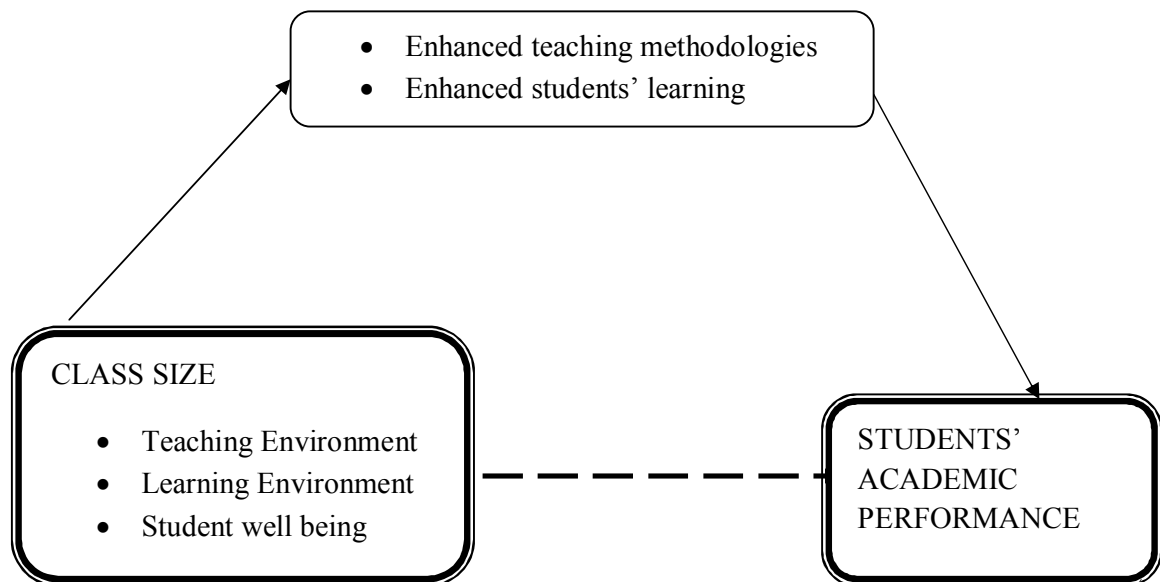 • Enhanced teaching methodologies
• Enhanced students’ learning
CLASS SIZE
• Teaching Environment
• Learning Environment
• Student well being
STUDENTS’
ACADEMIC
PERFORMANCE